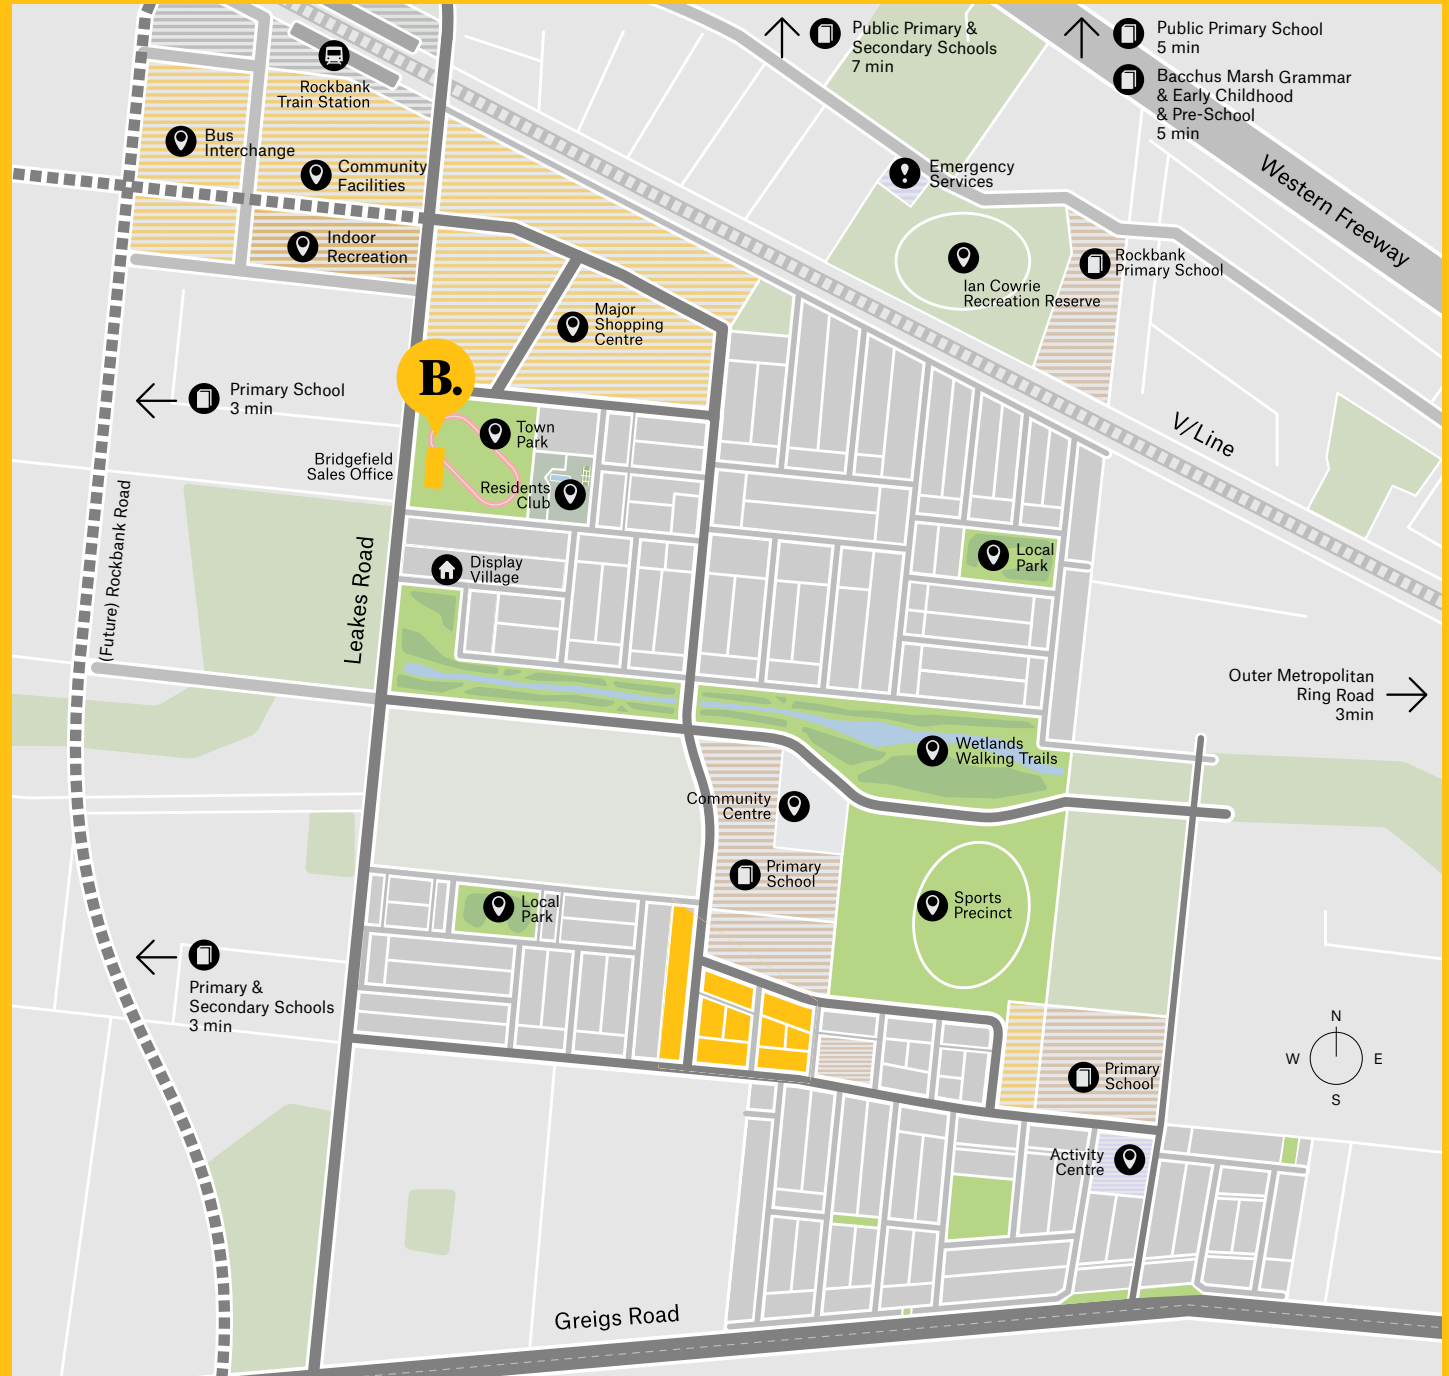 Public Primary &
Secondary Schools
7 min
Public Primary School
5 min
Bacchus Marsh Grammar
& Early Childhood
& Pre-School
5 min
Rockbank
Train Station
Bus
Interchange
Community
Facilities
Emergency
Services
Western Freeway
Indoor
Recreation
Rockbank
Primary School
Ian Cowrie
Recreation Reserve
Major
Shopping
Centre
B.
Primary School
3 min
Town
Park
V/Line
Bridgefield
Sales Office
Residents
Club
(Future) Rockbank Road
Leakes Road
Display
Village
Local
Park
Outer Metropolitan
Ring Road
3min
Wetlands
Walking Trails
Community
Centre
Primary
School
Local
Park
Sports
Precinct
Primary &
Secondary Schools
3 min
N
W
E
S
Primary
School
Activity
Centre
Greigs Road